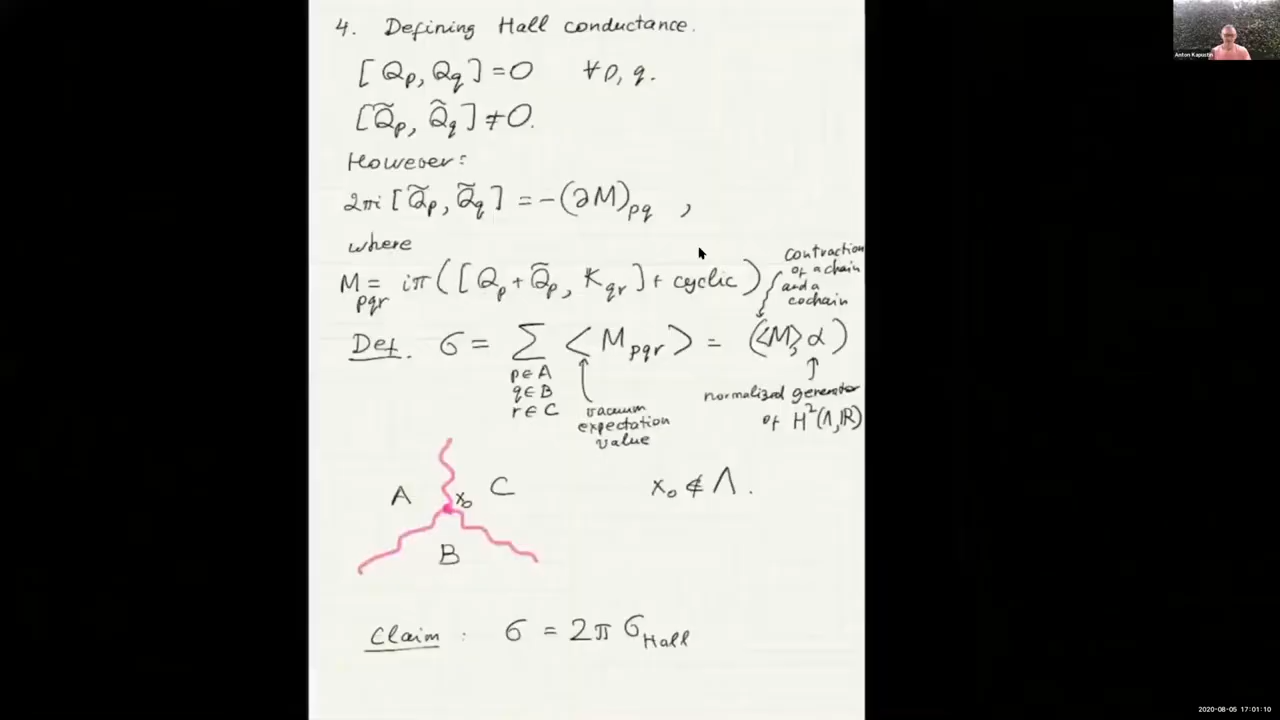 4. Defining Hall conductance.
[Q_p, Q_q] = 0 ∀ p, q.
[Q̃_p, Q̃_q] ≠ 0.
However:
2πi [Q̃_p, Q̃_q] = -(∂M)_pq ,
where
M_pqr = iπ([Q_p + Q̃_p, K_qr] + cyclic)
contraction
of a chain
and a
cochain
Def. σ = ∑ <M_pqr> = (<M>, α)
p∈A
q∈B
r∈C
vacuum
expectation
value
normalized generator
of H²(Λ, ℝ)
A x₀ C
B
x₀ ∉ Λ.
Claim : σ = 2π σ_Hall
Anton Kapustin
2020-08-05 17:01:10